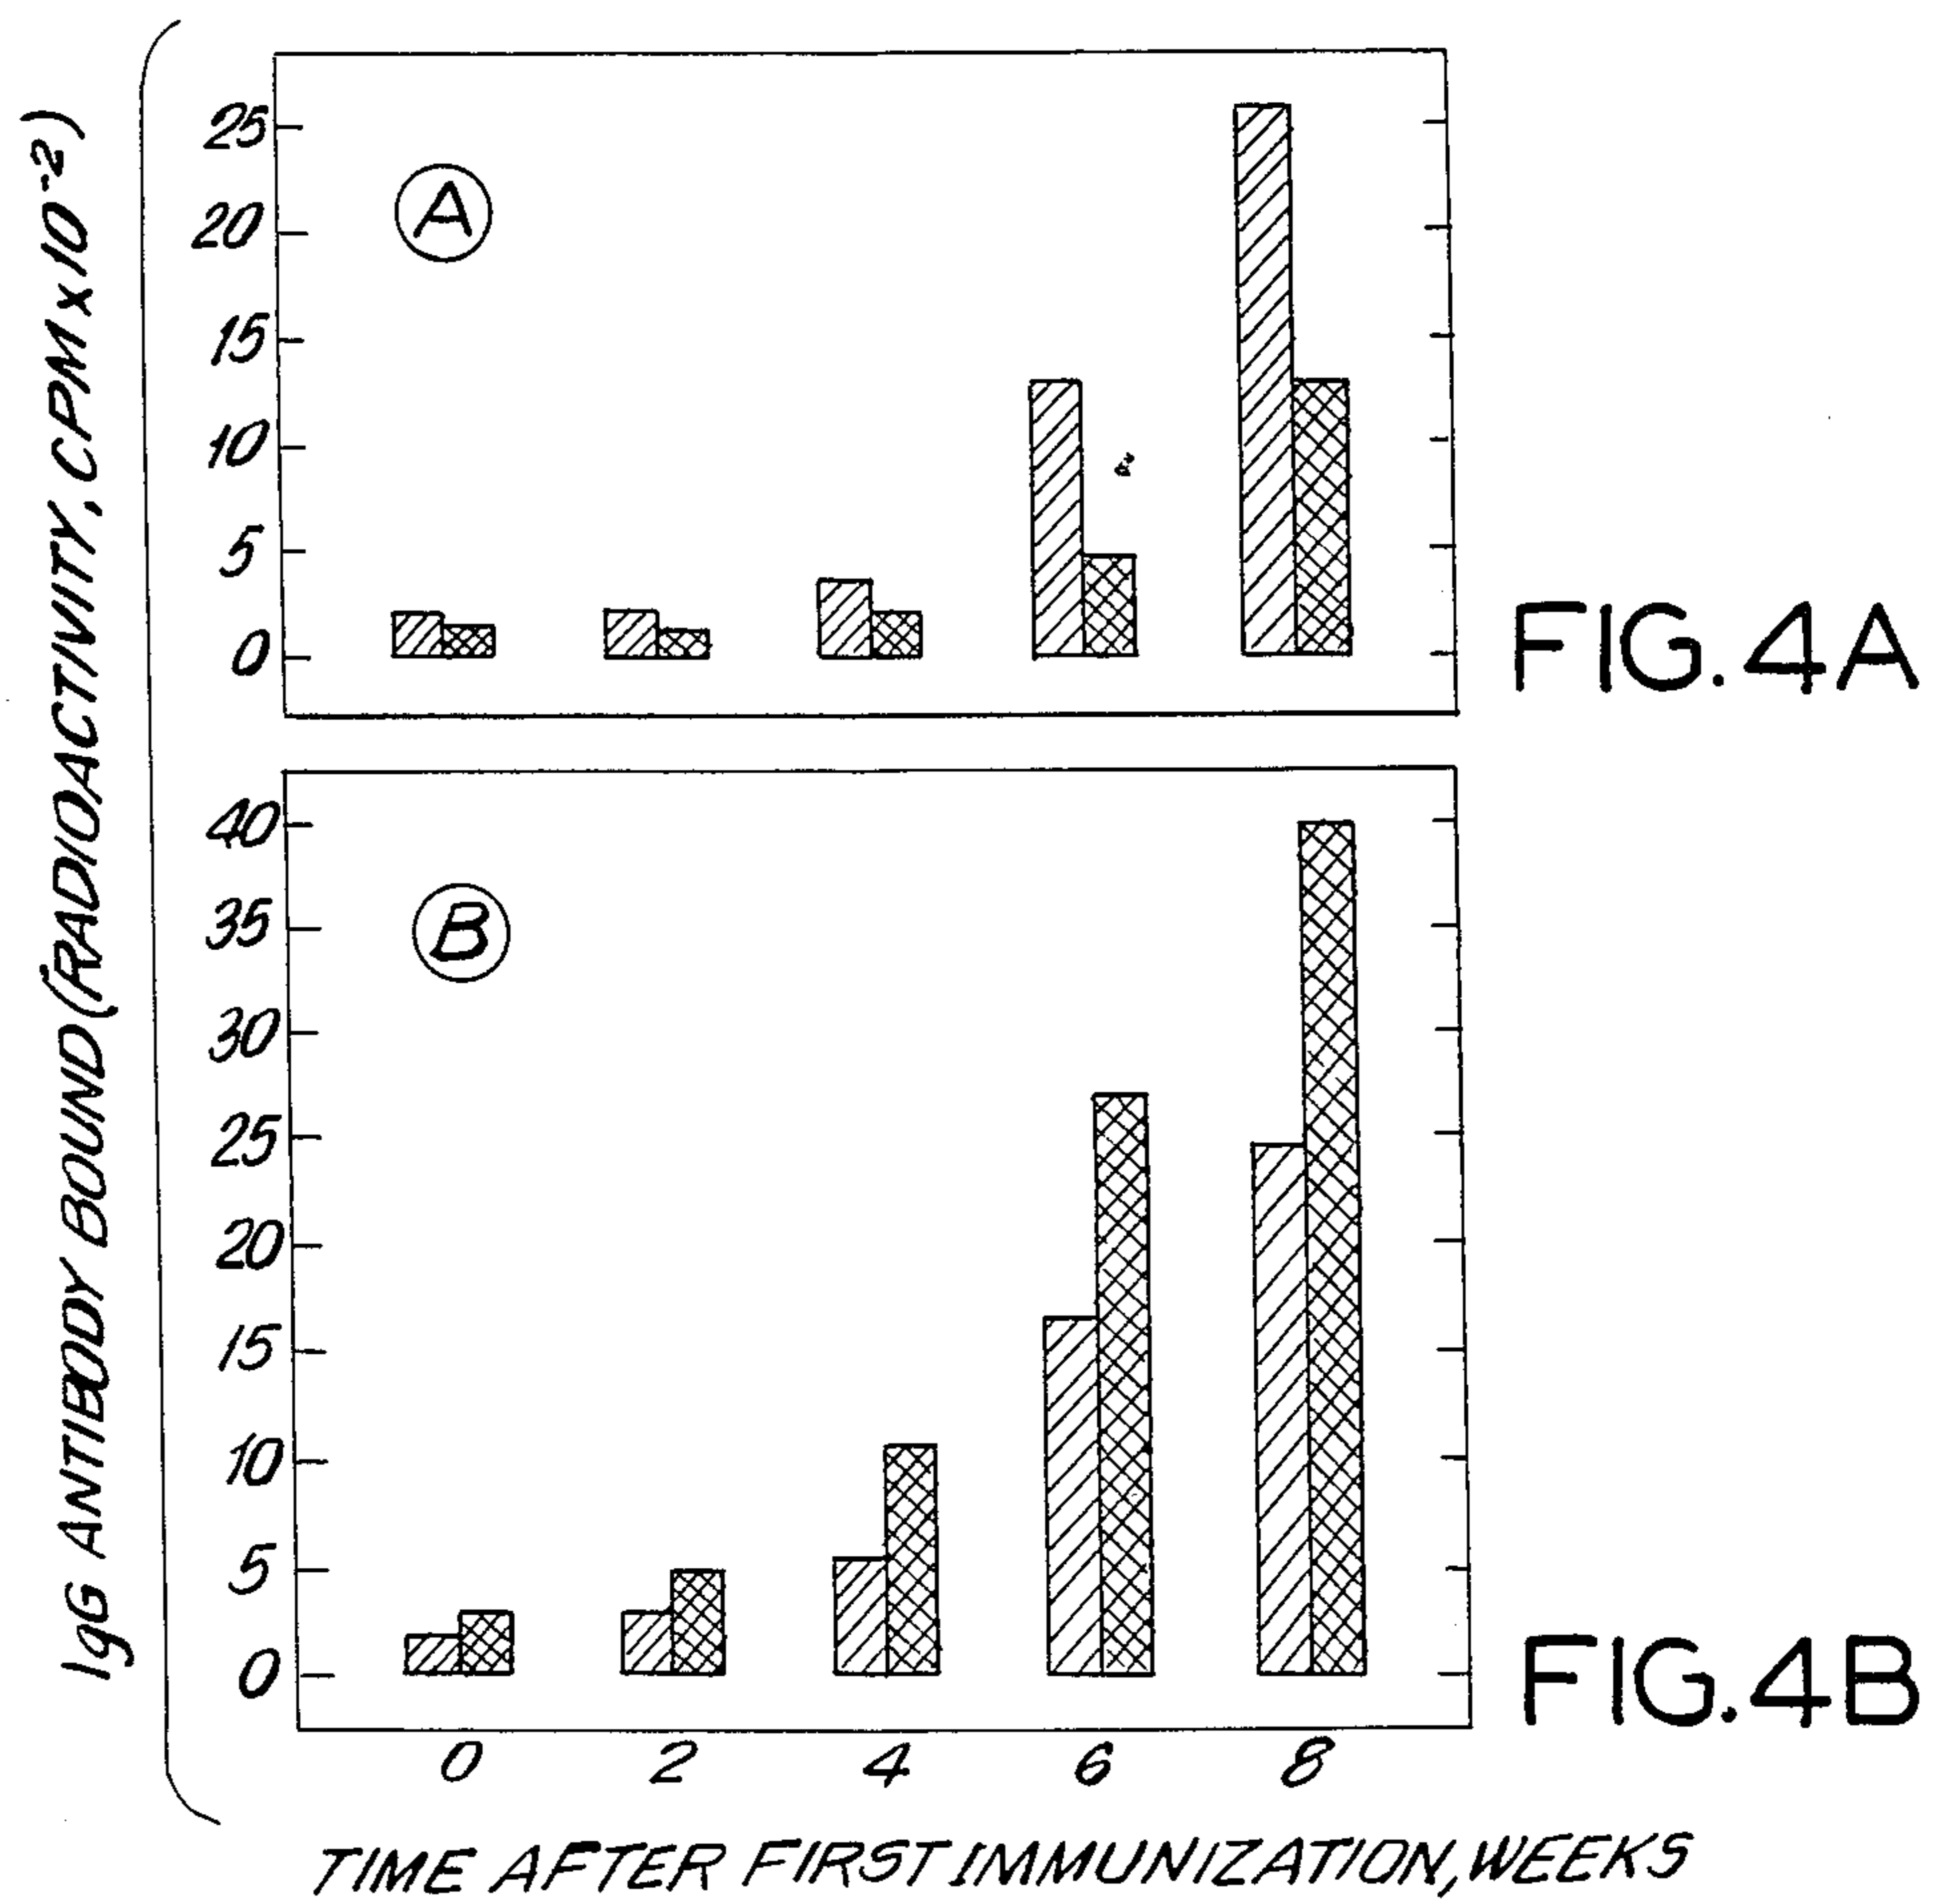 IgG ANTIBODY BOUND (RADIOACTIVITY, CPM x 10⁻²)
25
20
15
10
5
0
A
FIG. 4A
40
35
30
25
20
15
10
5
0
B
FIG. 4B
0 2 4 6 8
TIME AFTER FIRST IMMUNIZATION, WEEKS